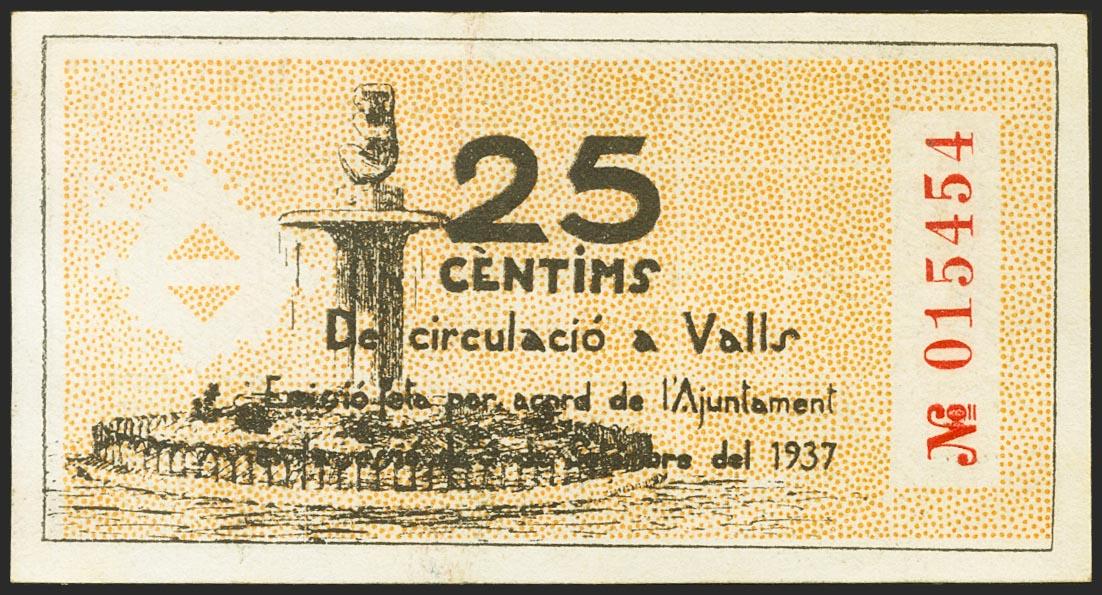 25
CÈNTIMS
De circulació a Valls
Emissió feta per acord de l'Ajuntament
del 1937
Nº 015454